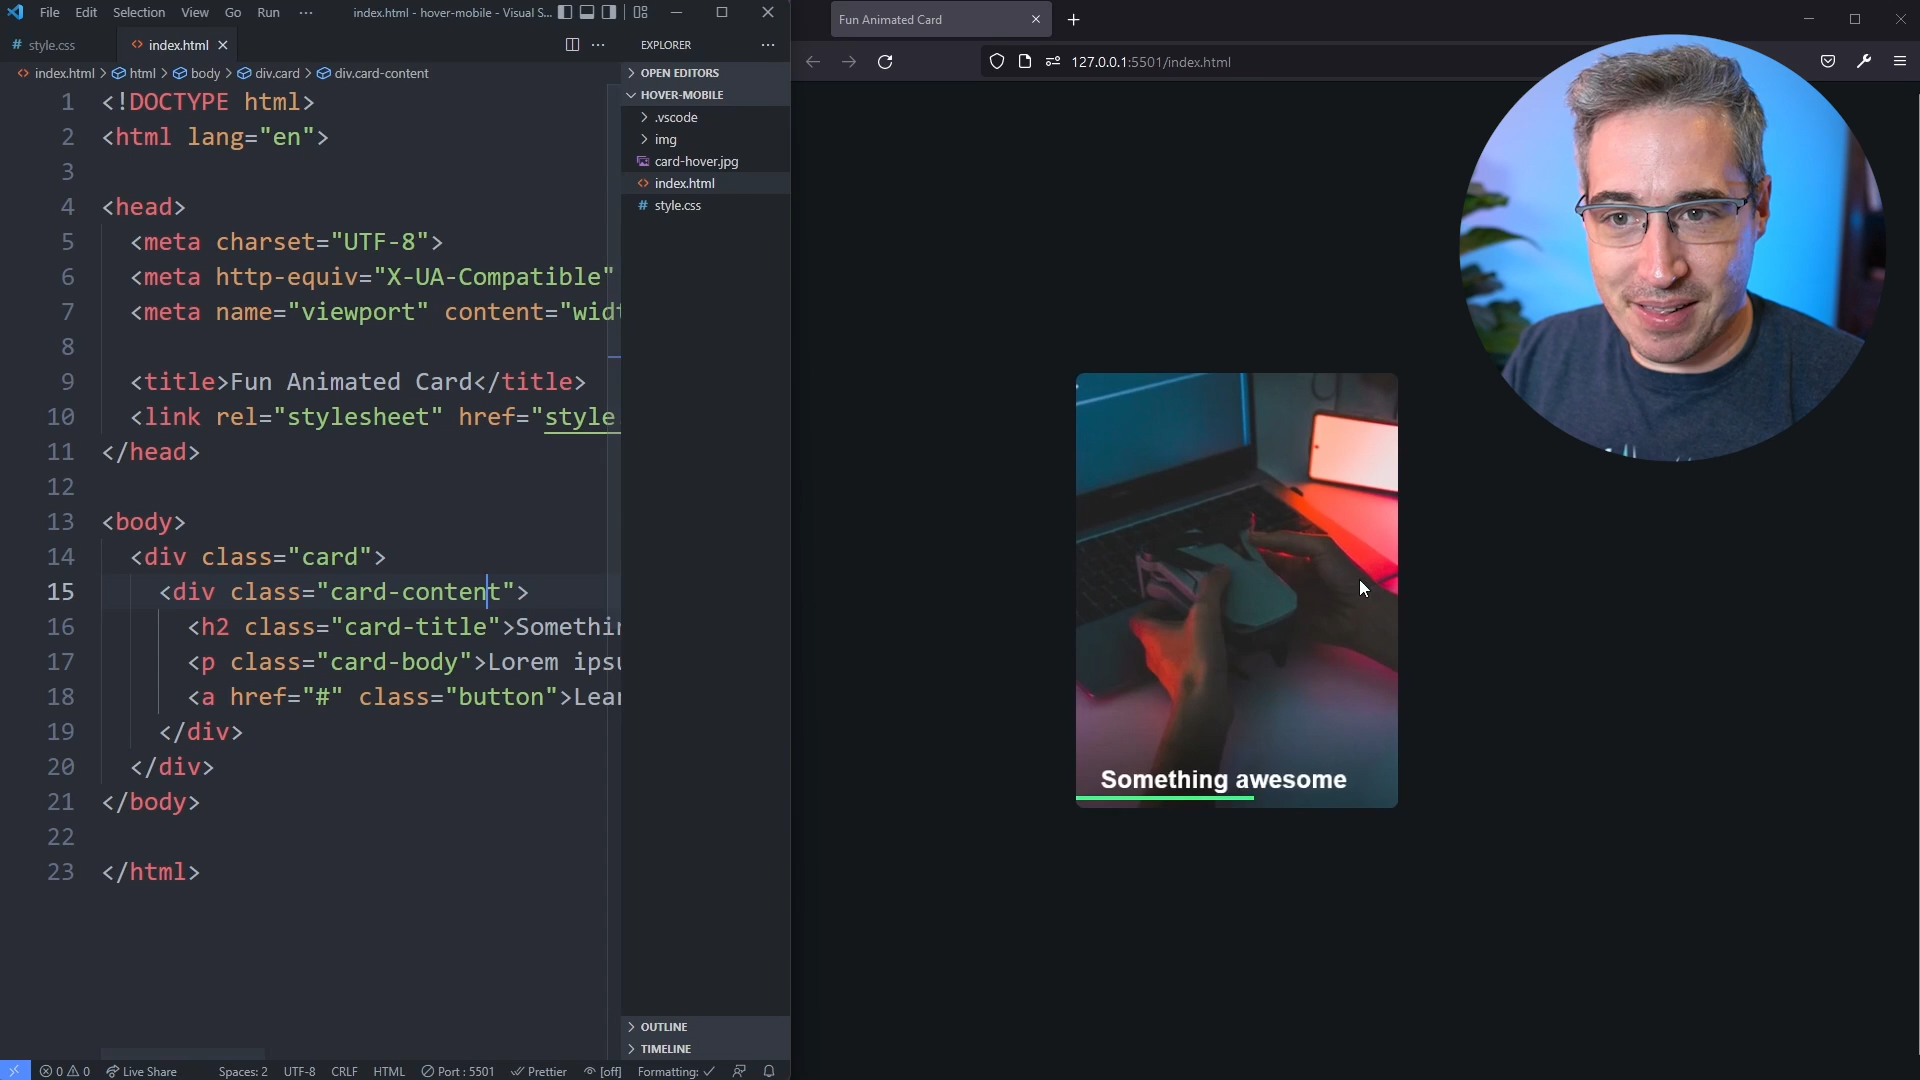 File Edit Selection View Go Run ··· index.html - hover-mobile - Visual S...
# style.css
<> index.html
EXPLORER
index.html > html > body > div.card > div.card-content
1 <!DOCTYPE html>
2 <html lang="en">
3
4 <head>
5 <meta charset="UTF-8">
6 <meta http-equiv="X-UA-Compatible"
7 <meta name="viewport" content="widt
8
9 <title>Fun Animated Card</title>
10 <link rel="stylesheet" href="style
11 </head>
12
13 <body>
14 <div class="card">
15 <div class="card-content">
16 <h2 class="card-title">Somethin
17 <p class="card-body">Lorem ipsu
18 <a href="#" class="button">Lear
19 </div>
20 </div>
21 </body>
22
23 </html>
OPEN EDITORS
HOVER-MOBILE
.vscode
img
card-hover.jpg
<> index.html
# style.css
OUTLINE
TIMELINE
0 0 Live Share Spaces: 2 UTF-8 CRLF HTML Port : 5501 Prettier [off] Formatting: ✓
Fun Animated Card
127.0.0.1:5501/index.html
Something awesome